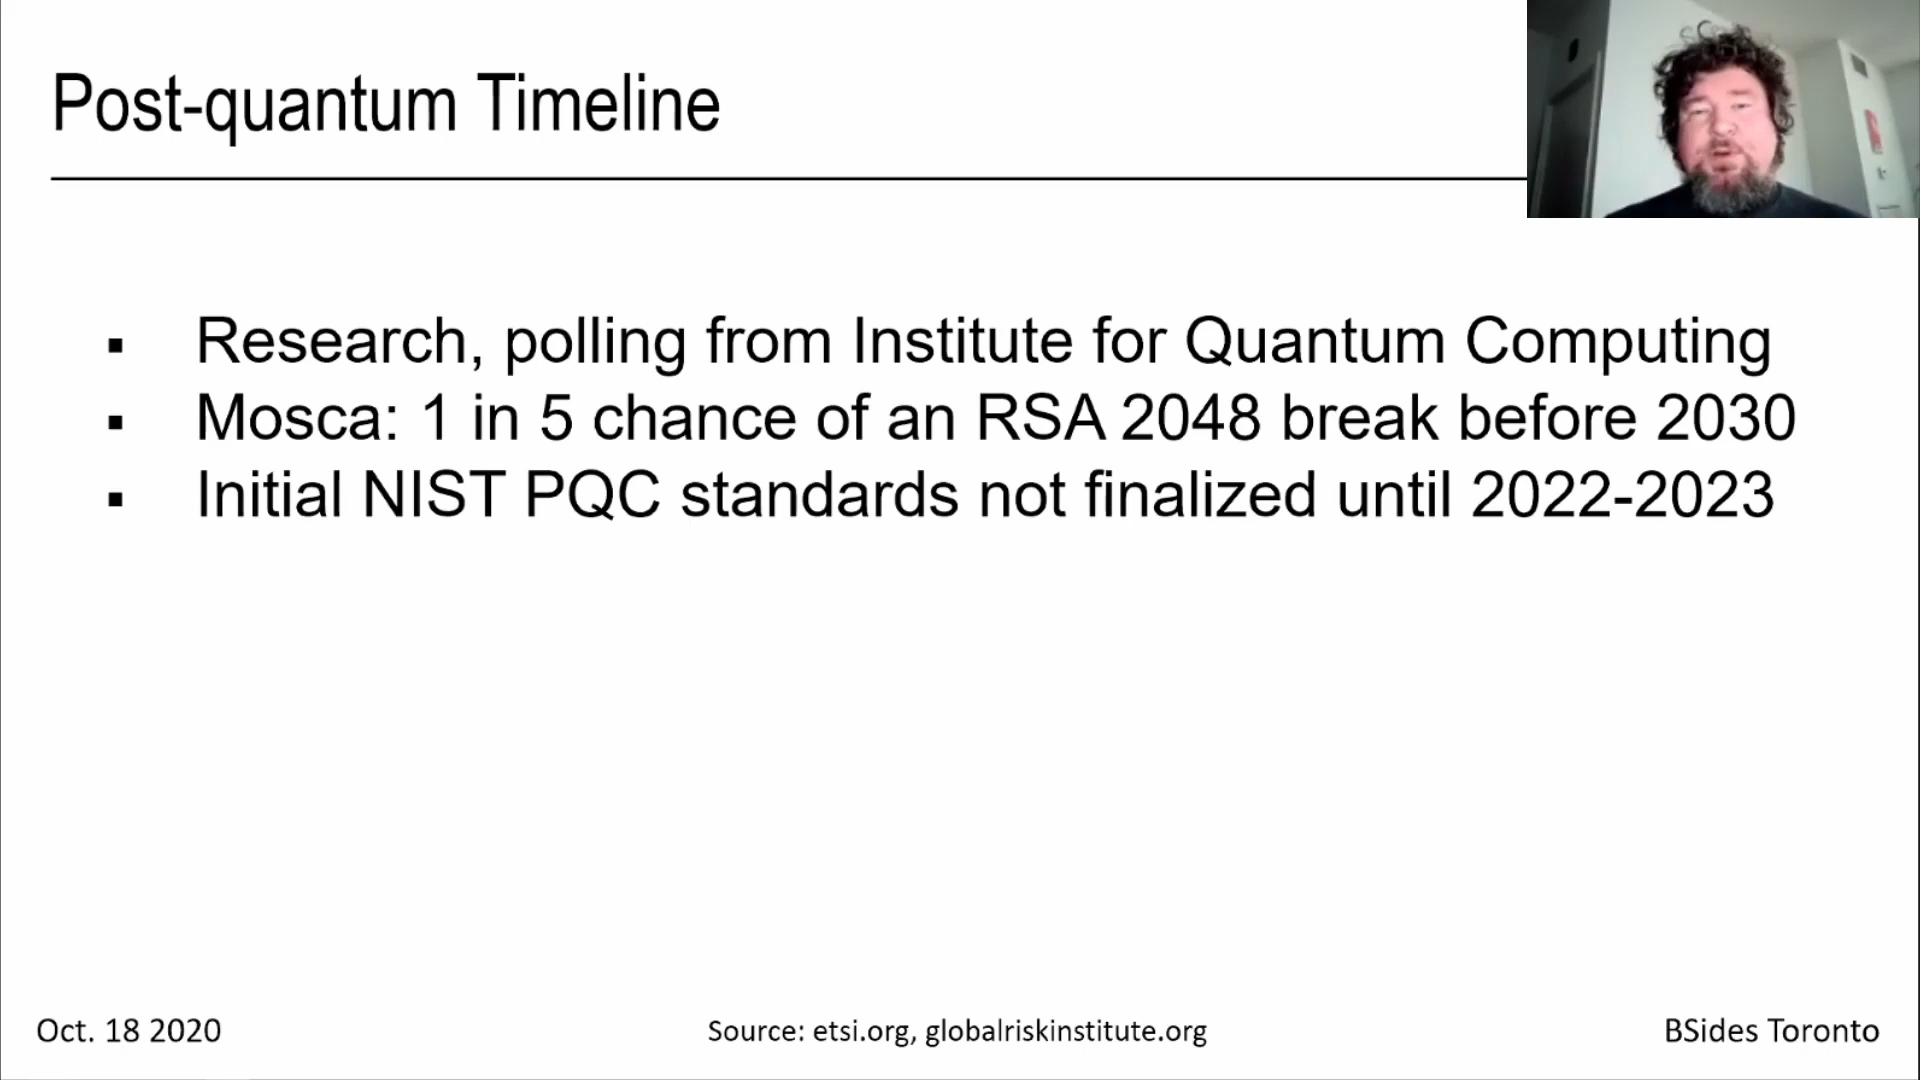 Post-quantum Timeline
▪ Research, polling from Institute for Quantum Computing
▪ Mosca: 1 in 5 chance of an RSA 2048 break before 2030
▪ Initial NIST PQC standards not finalized until 2022-2023
Oct. 18 2020
Source: etsi.org, globalriskinstitute.org
BSides Toronto